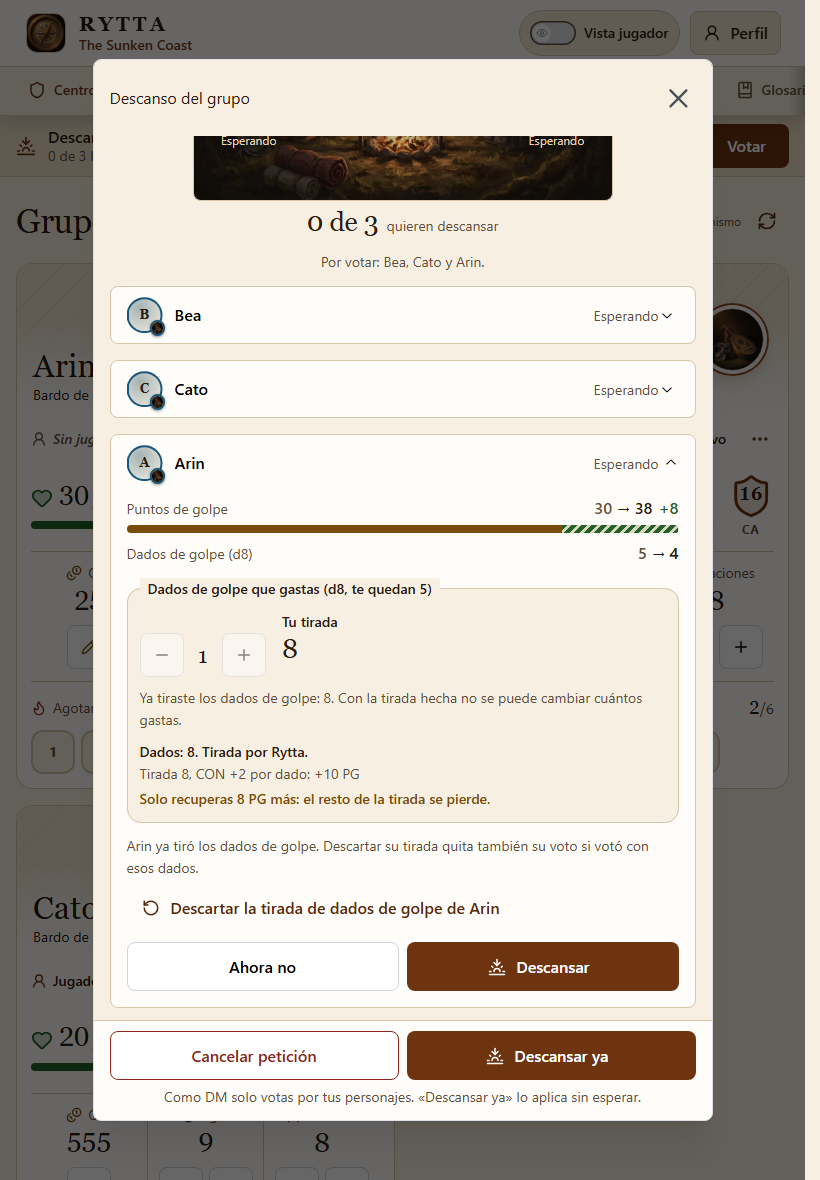 RYTTA
The Sunken Coast
Vista jugador
Perfil
Centr
Glosari
Descan
0 de 3
Votar
Descanso del grupo
Esperando
Esperando
0 de 3 quieren descansar
Por votar: Bea, Cato y Arin.
Grup
B Bea Esperando
C Cato Esperando
A Arin Esperando
Puntos de golpe 30 → 38 +8
Dados de golpe (d8) 5 → 4
Dados de golpe que gastas (d8, te quedan 5)
Tu tirada
− 1 + 8
Ya tiraste los dados de golpe: 8. Con la tirada hecha no se puede cambiar cuántos
gastas.
Dados: 8. Tirada por Rytta.
Tirada 8, CON +2 por dado: +10 PG
Solo recuperas 8 PG más: el resto de la tirada se pierde.
Arin ya tiró los dados de golpe. Descartar su tirada quita también su voto si votó con
esos dados.
Descartar la tirada de dados de golpe de Arin
Ahora no
Descansar
Cancelar petición
Descansar ya
Como DM solo votas por tus personajes. «Descansar ya» lo aplica sin esperar.
Arin
Bardo de
Sin jug
30
16
CA
25
8
+
Agotar
2/6
1
Cato
Bardo de
Jugad
20
555
9
8